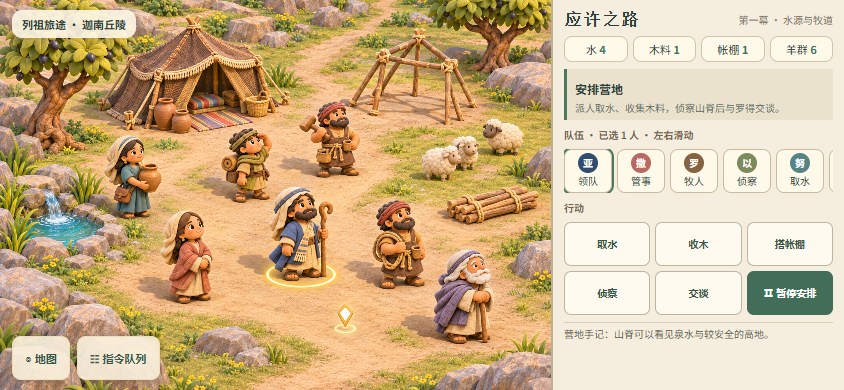 列祖旅途 · 迦南丘陵
应许之路
第一幕 · 水源与牧道
水 4
木料 1
帐棚 1
羊群 6
安排营地
派人取水、收集木料，侦察山脊后与罗得交谈。
队伍 · 已选 1 人 · 左右滑动
亚
领队
撒
管事
罗
牧人
以
侦察
努
取水
行动
取水
收木
搭帐棚
侦察
交谈
暂停安排
营地手记：山脊可以看见泉水与较安全的高地。
地图
指令队列